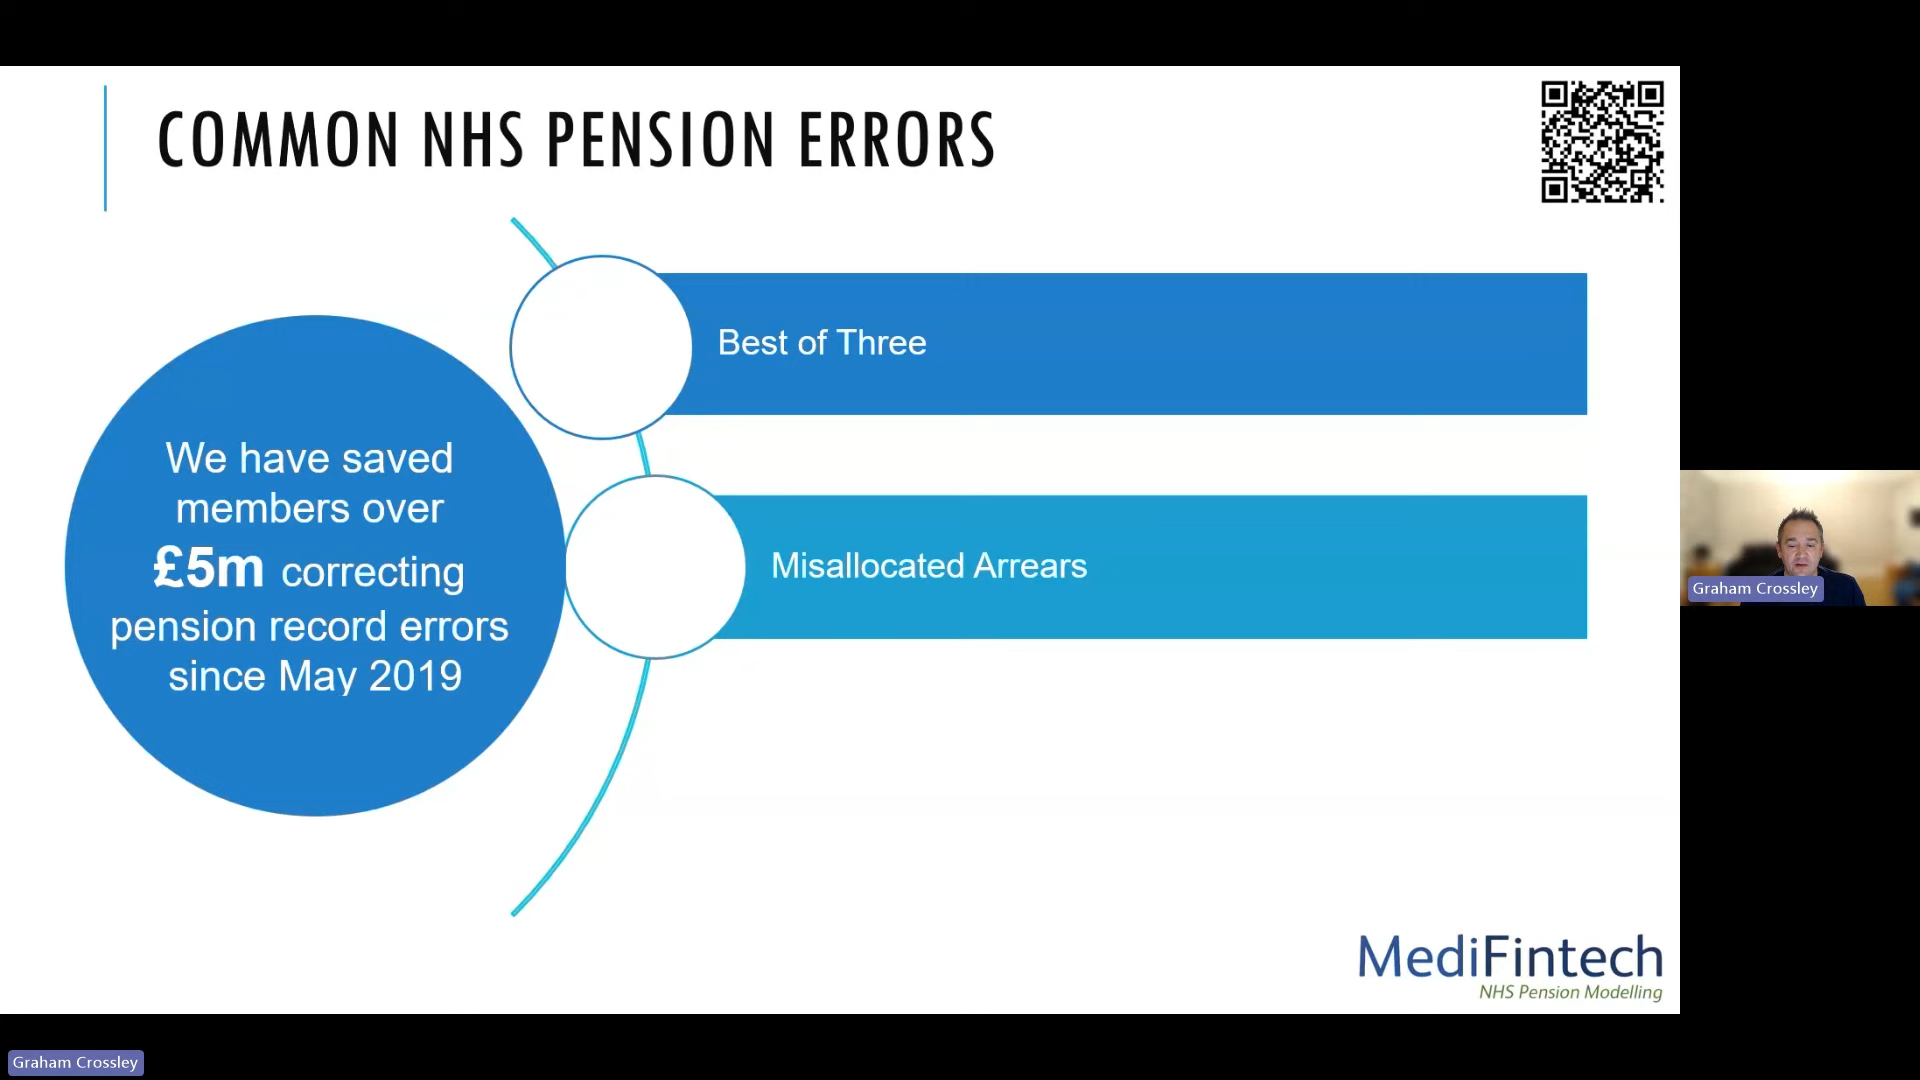 COMMON NHS PENSION ERRORS
We have saved
members over
£5m correcting
pension record errors
since May 2019
Best of Three
Misallocated Arrears
MediFintech
NHS Pension Modelling
Graham Crossley
Graham Crossley